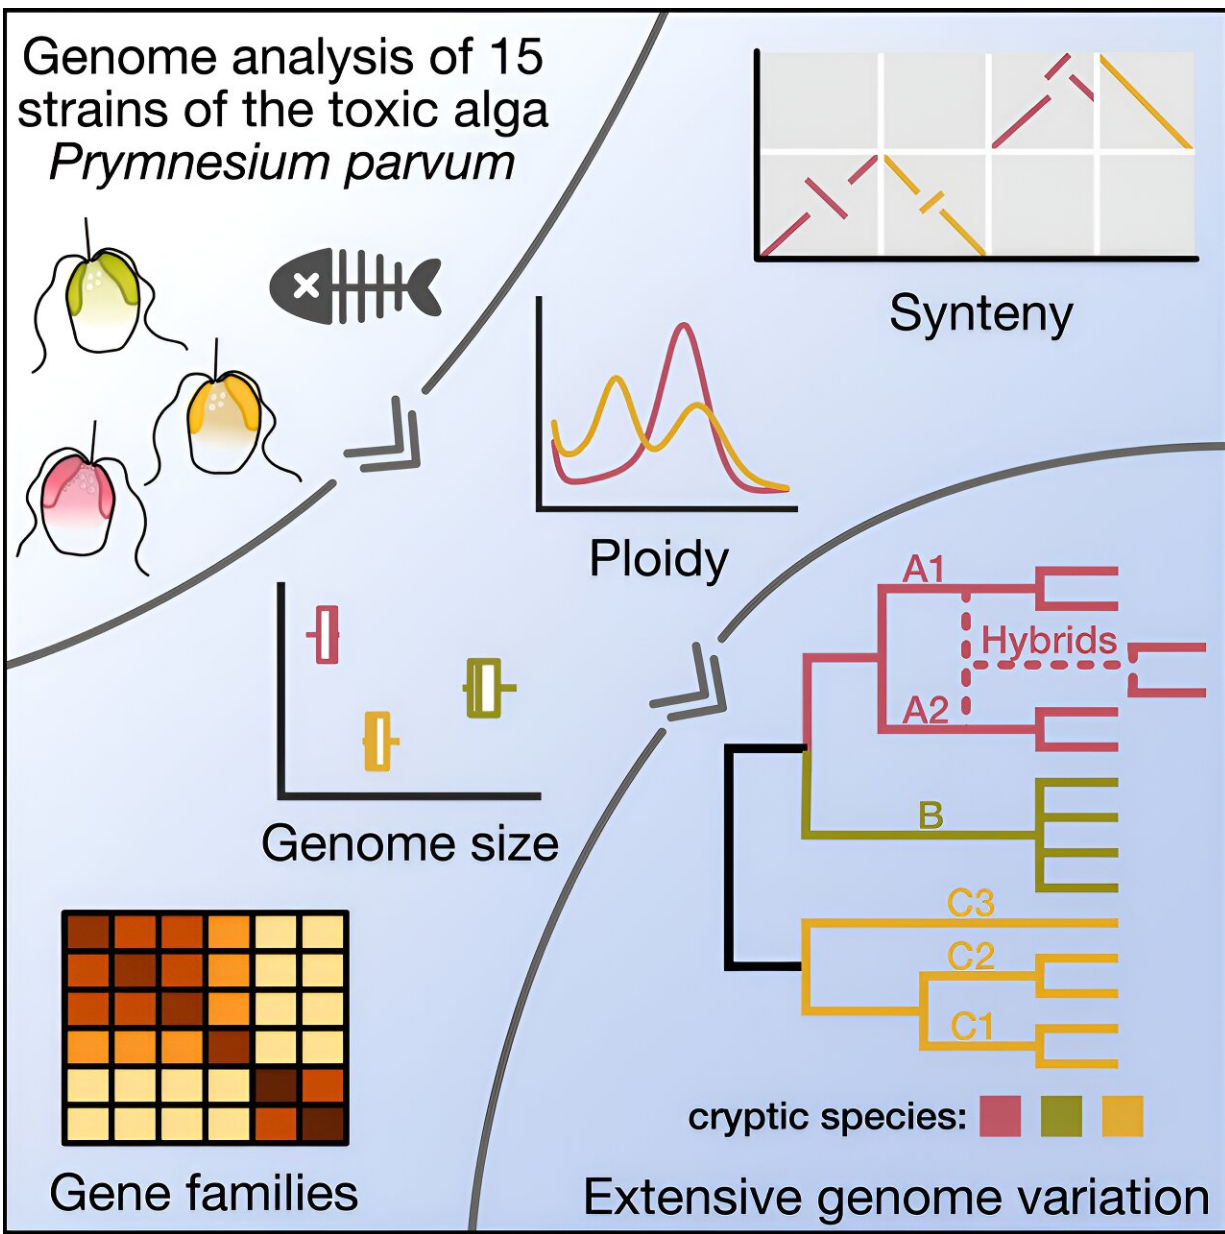 Genome analysis of 15
strains of the toxic alga
Prymnesium parvum
Synteny
Ploidy
Genome size
Gene families
A1
Hybrids
A2
B
C3
C2
C1
cryptic species:
Extensive genome variation